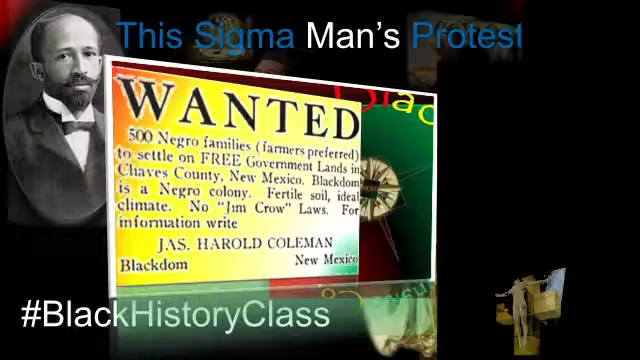 This Sigma Man's Protest
WANTED
500 Negro families (farmers preferred)
to settle on FREE Government Lands in
Chaves County, New Mexico. Blackdom
is a Negro colony. Fertile soil, ideal
climate. No "Jim Crow" Laws. For
information write
JAS. HAROLD COLEMAN
Blackdom New Mexico
#BlackHistoryClass